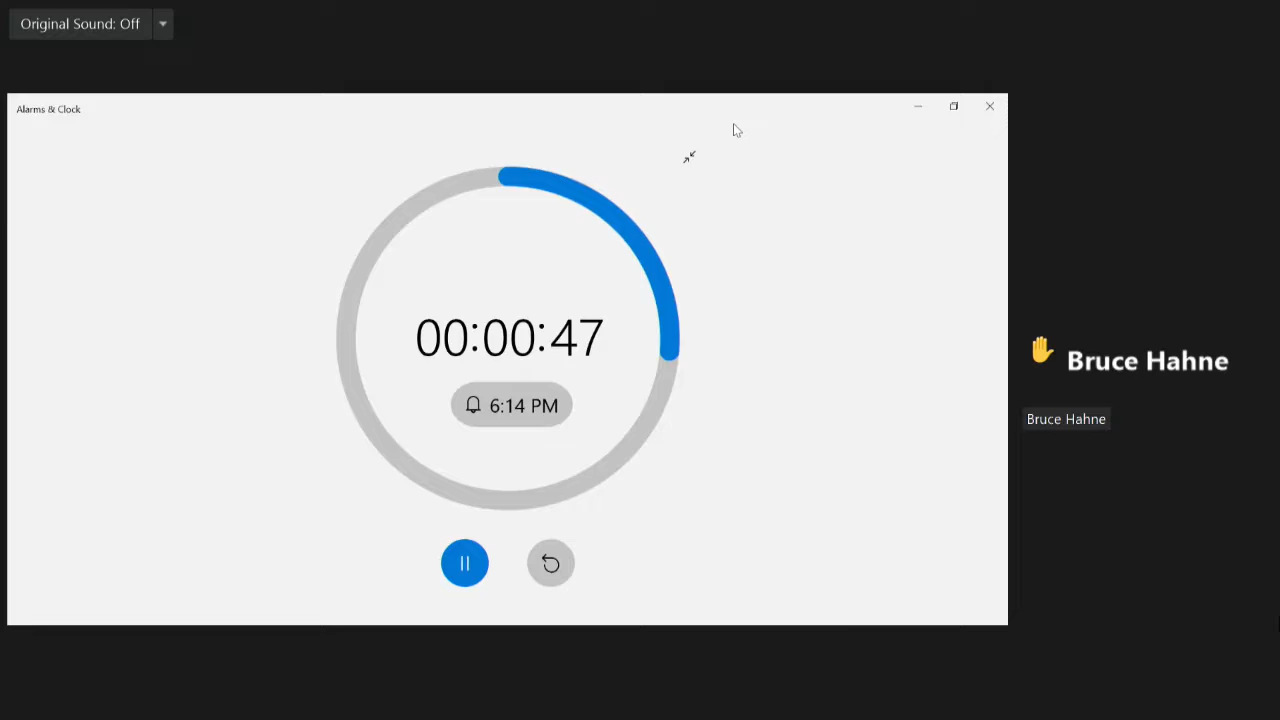 Original Sound: Off
Alarms & Clock
00:00:47
6:14 PM
Bruce Hahne
Bruce Hahne